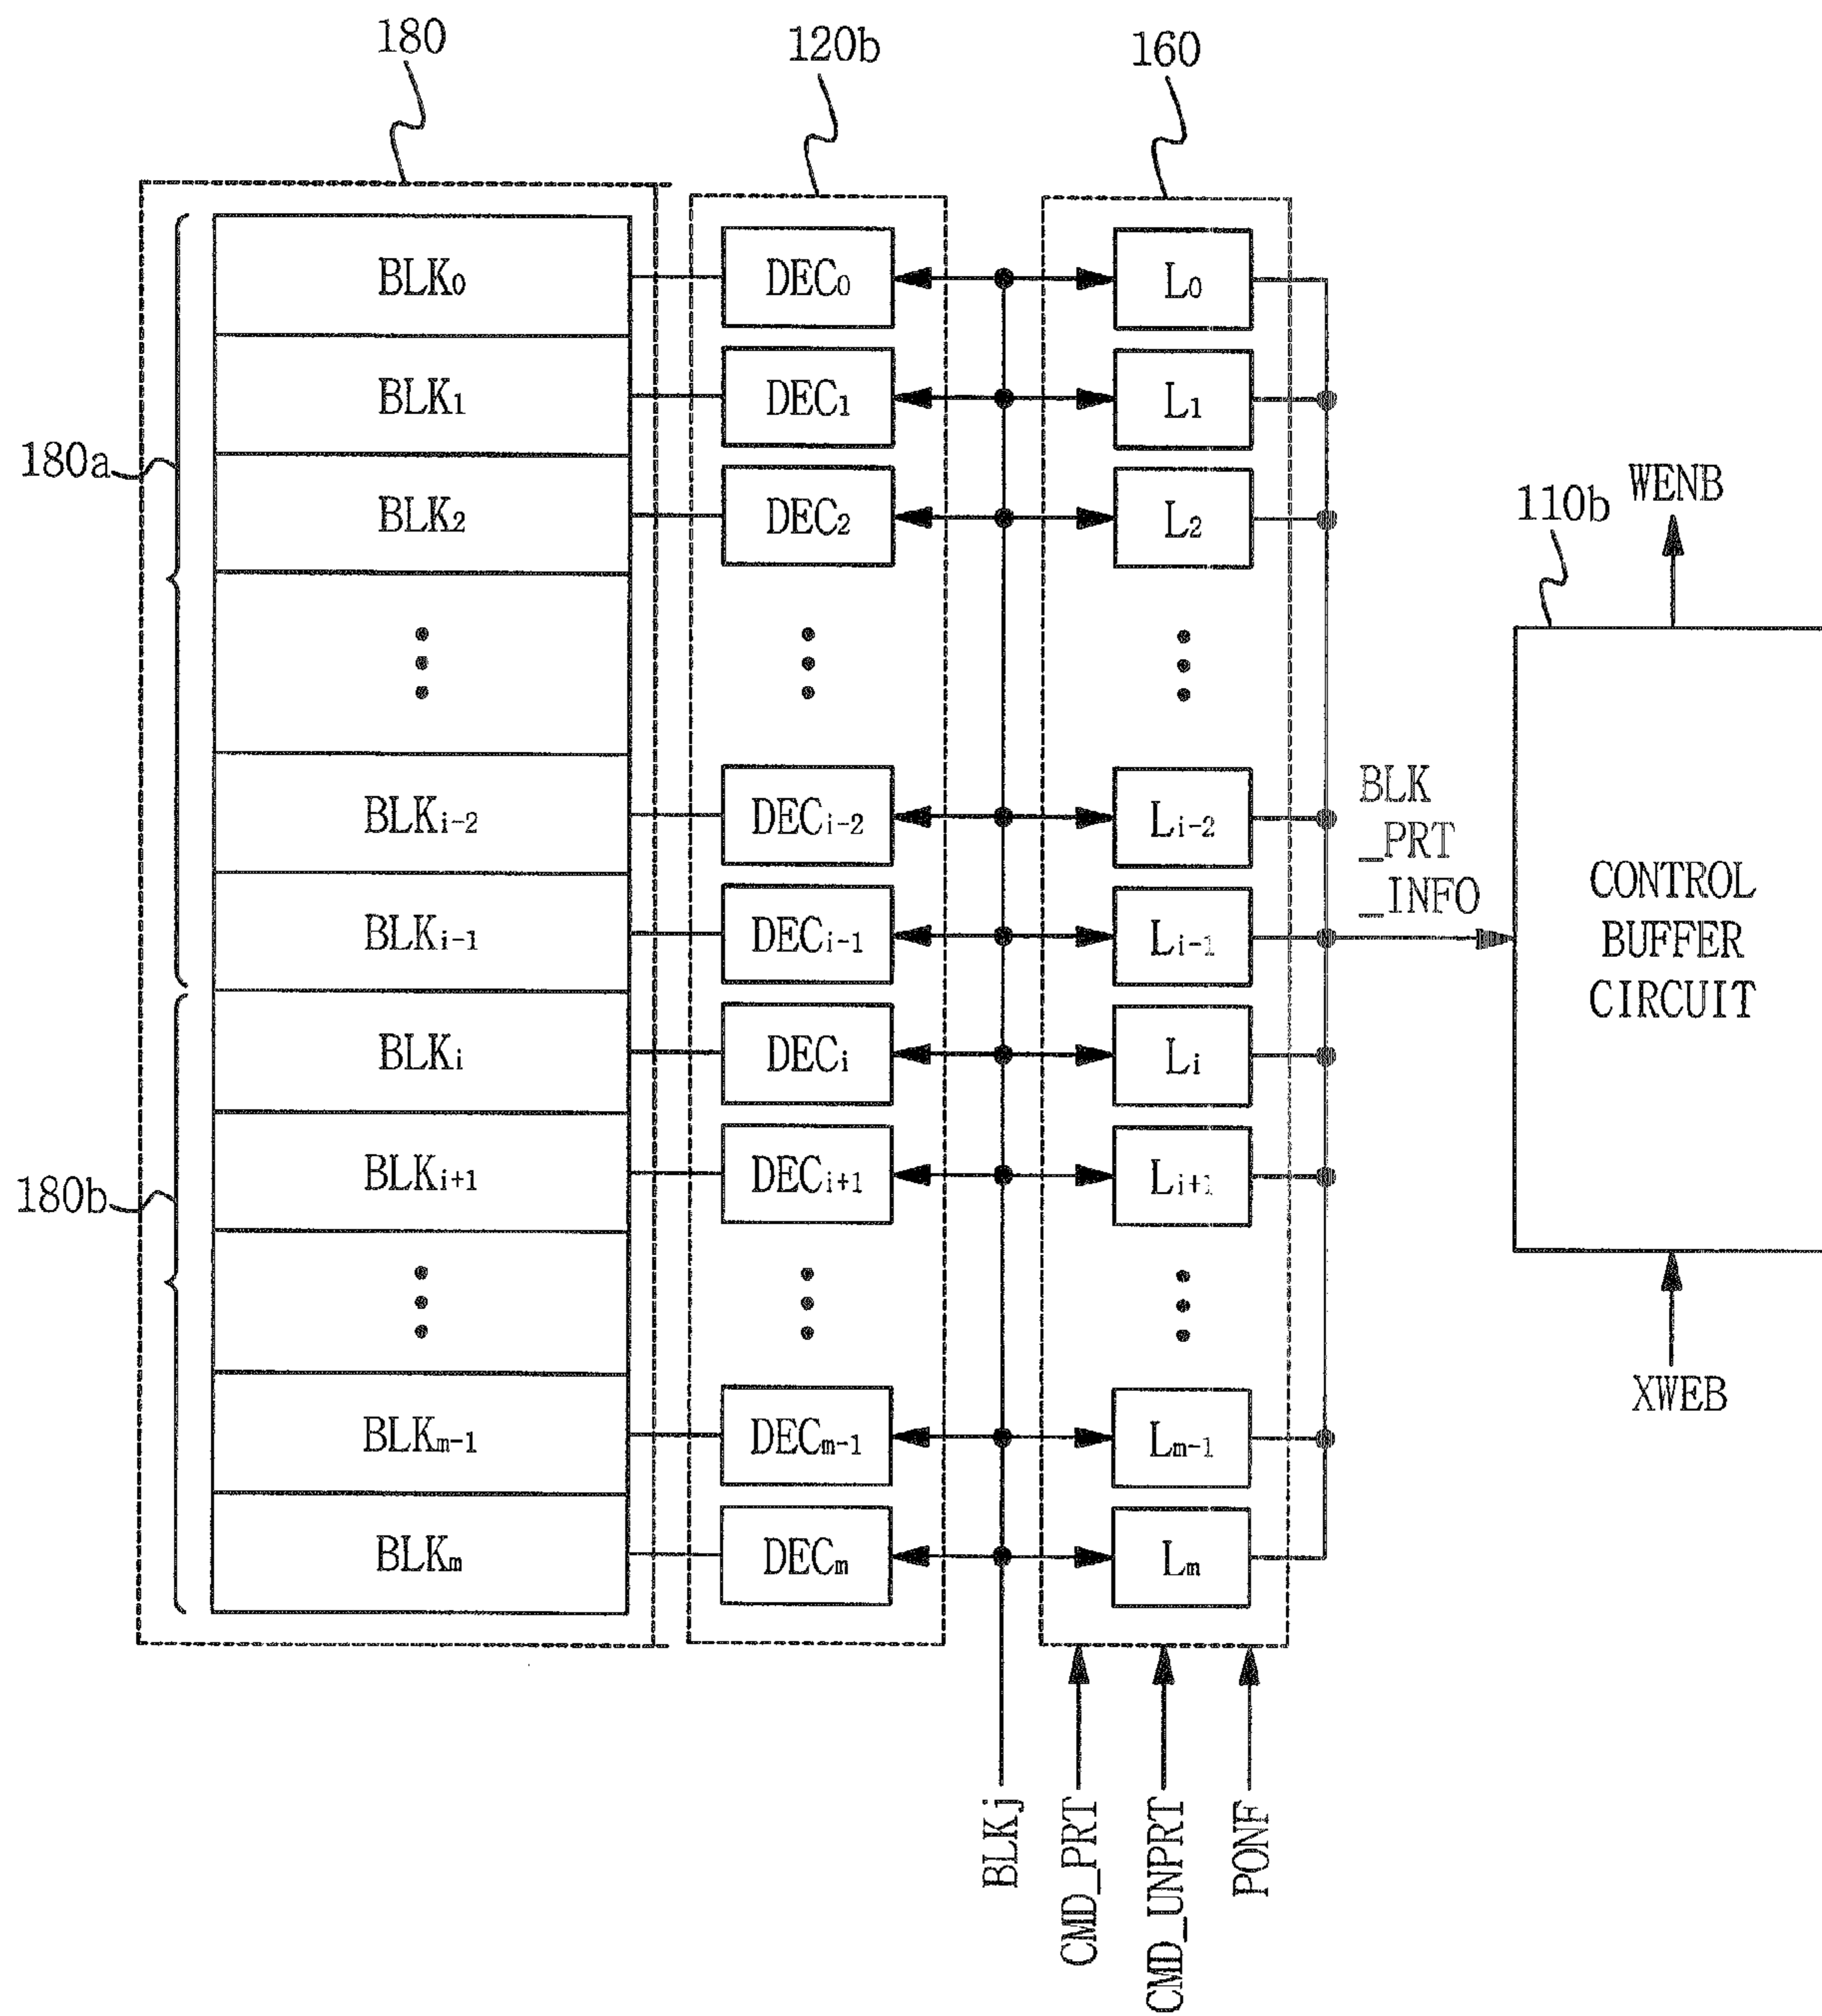 180
120b
160
BLK₀ DEC₀ L₀
BLK₁ DEC₁ L₁
180a
BLK₂ DEC₂ L₂
110b
WENB
BLKᵢ₋₂ DECᵢ₋₂ Lᵢ₋₂
BLK
_PRT
_INFO
BLKᵢ₋₁ DECᵢ₋₁ Lᵢ₋₁
CONTROL
BUFFER
CIRCUIT
BLKᵢ DECᵢ Lᵢ
180b
BLKᵢ₊₁ DECᵢ₊₁ Lᵢ₊₁
XWEB
BLKₘ₋₁ DECₘ₋₁ Lₘ₋₁
BLKₘ DECₘ Lₘ
BLKj
CMD_PRT
CMD_UNPRT
PONF